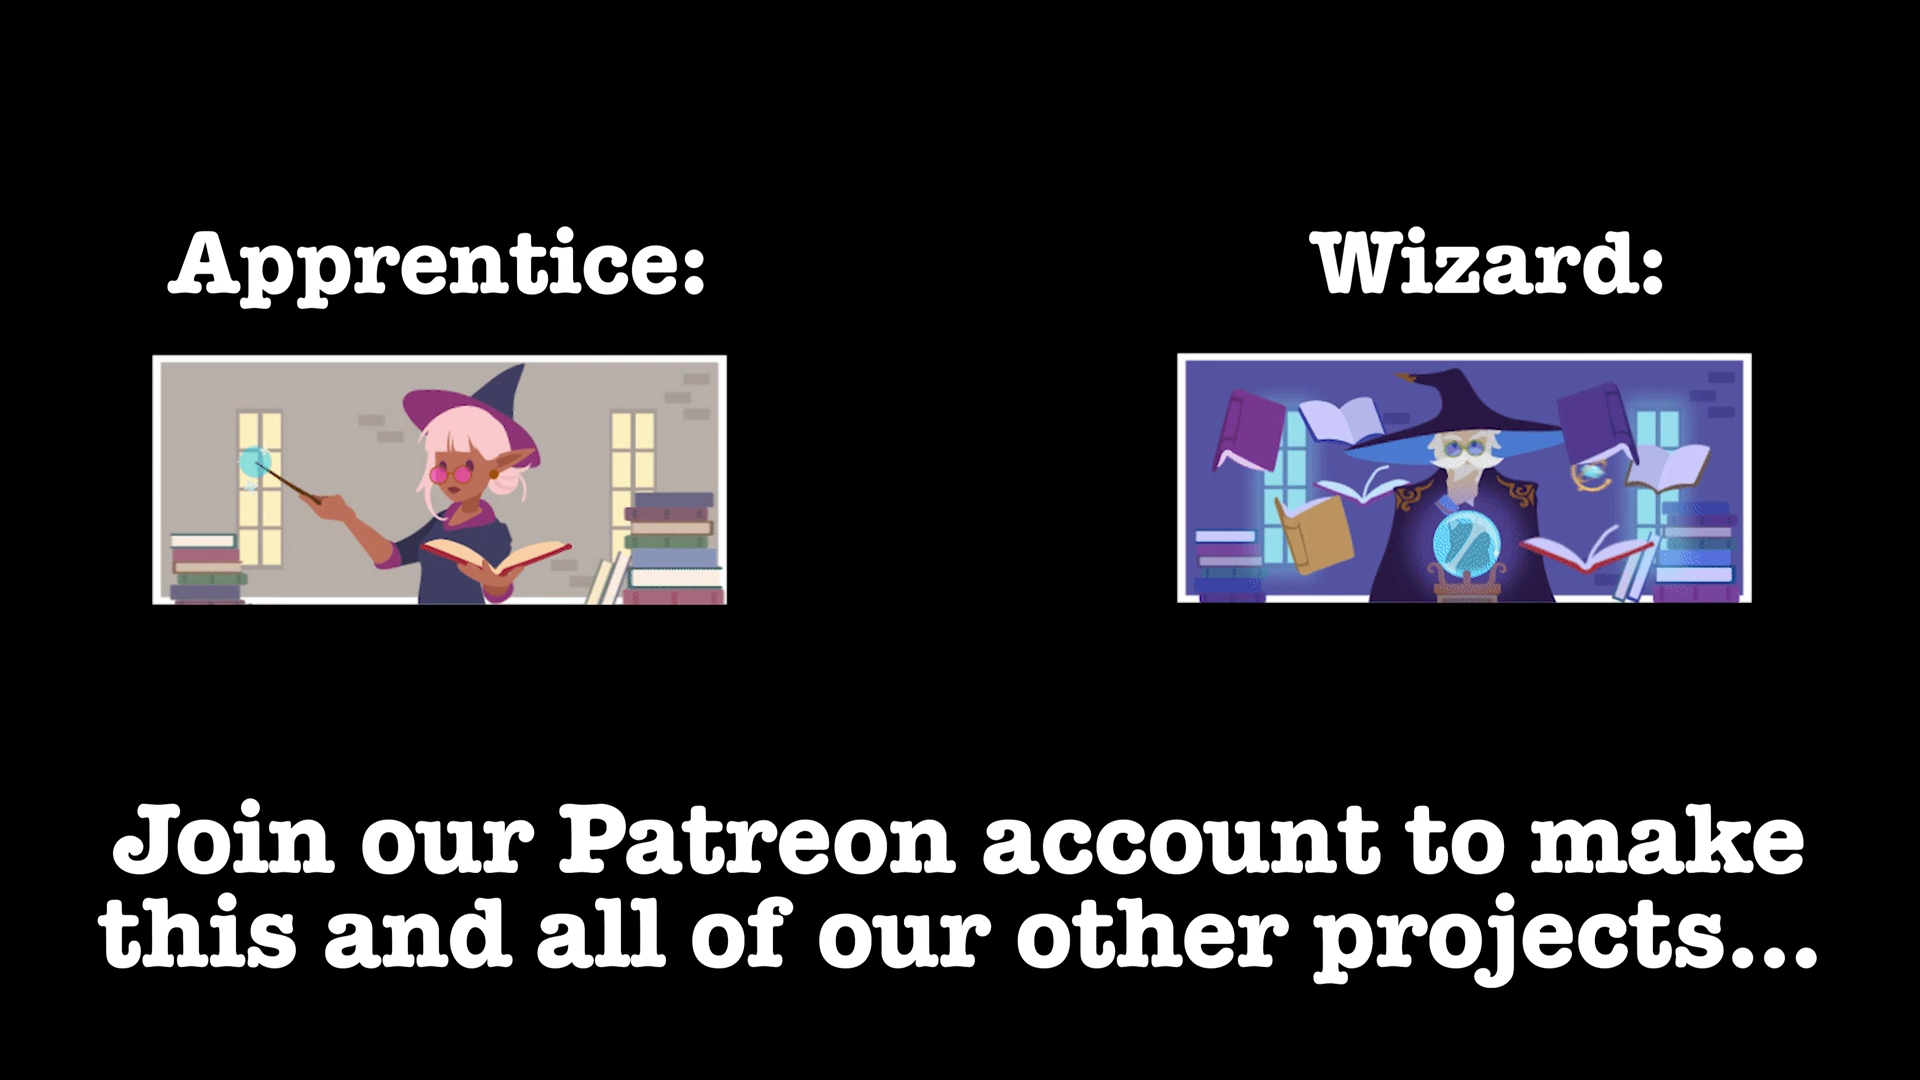 Apprentice:
Wizard:
Join our Patreon account to make
this and all of our other projects...